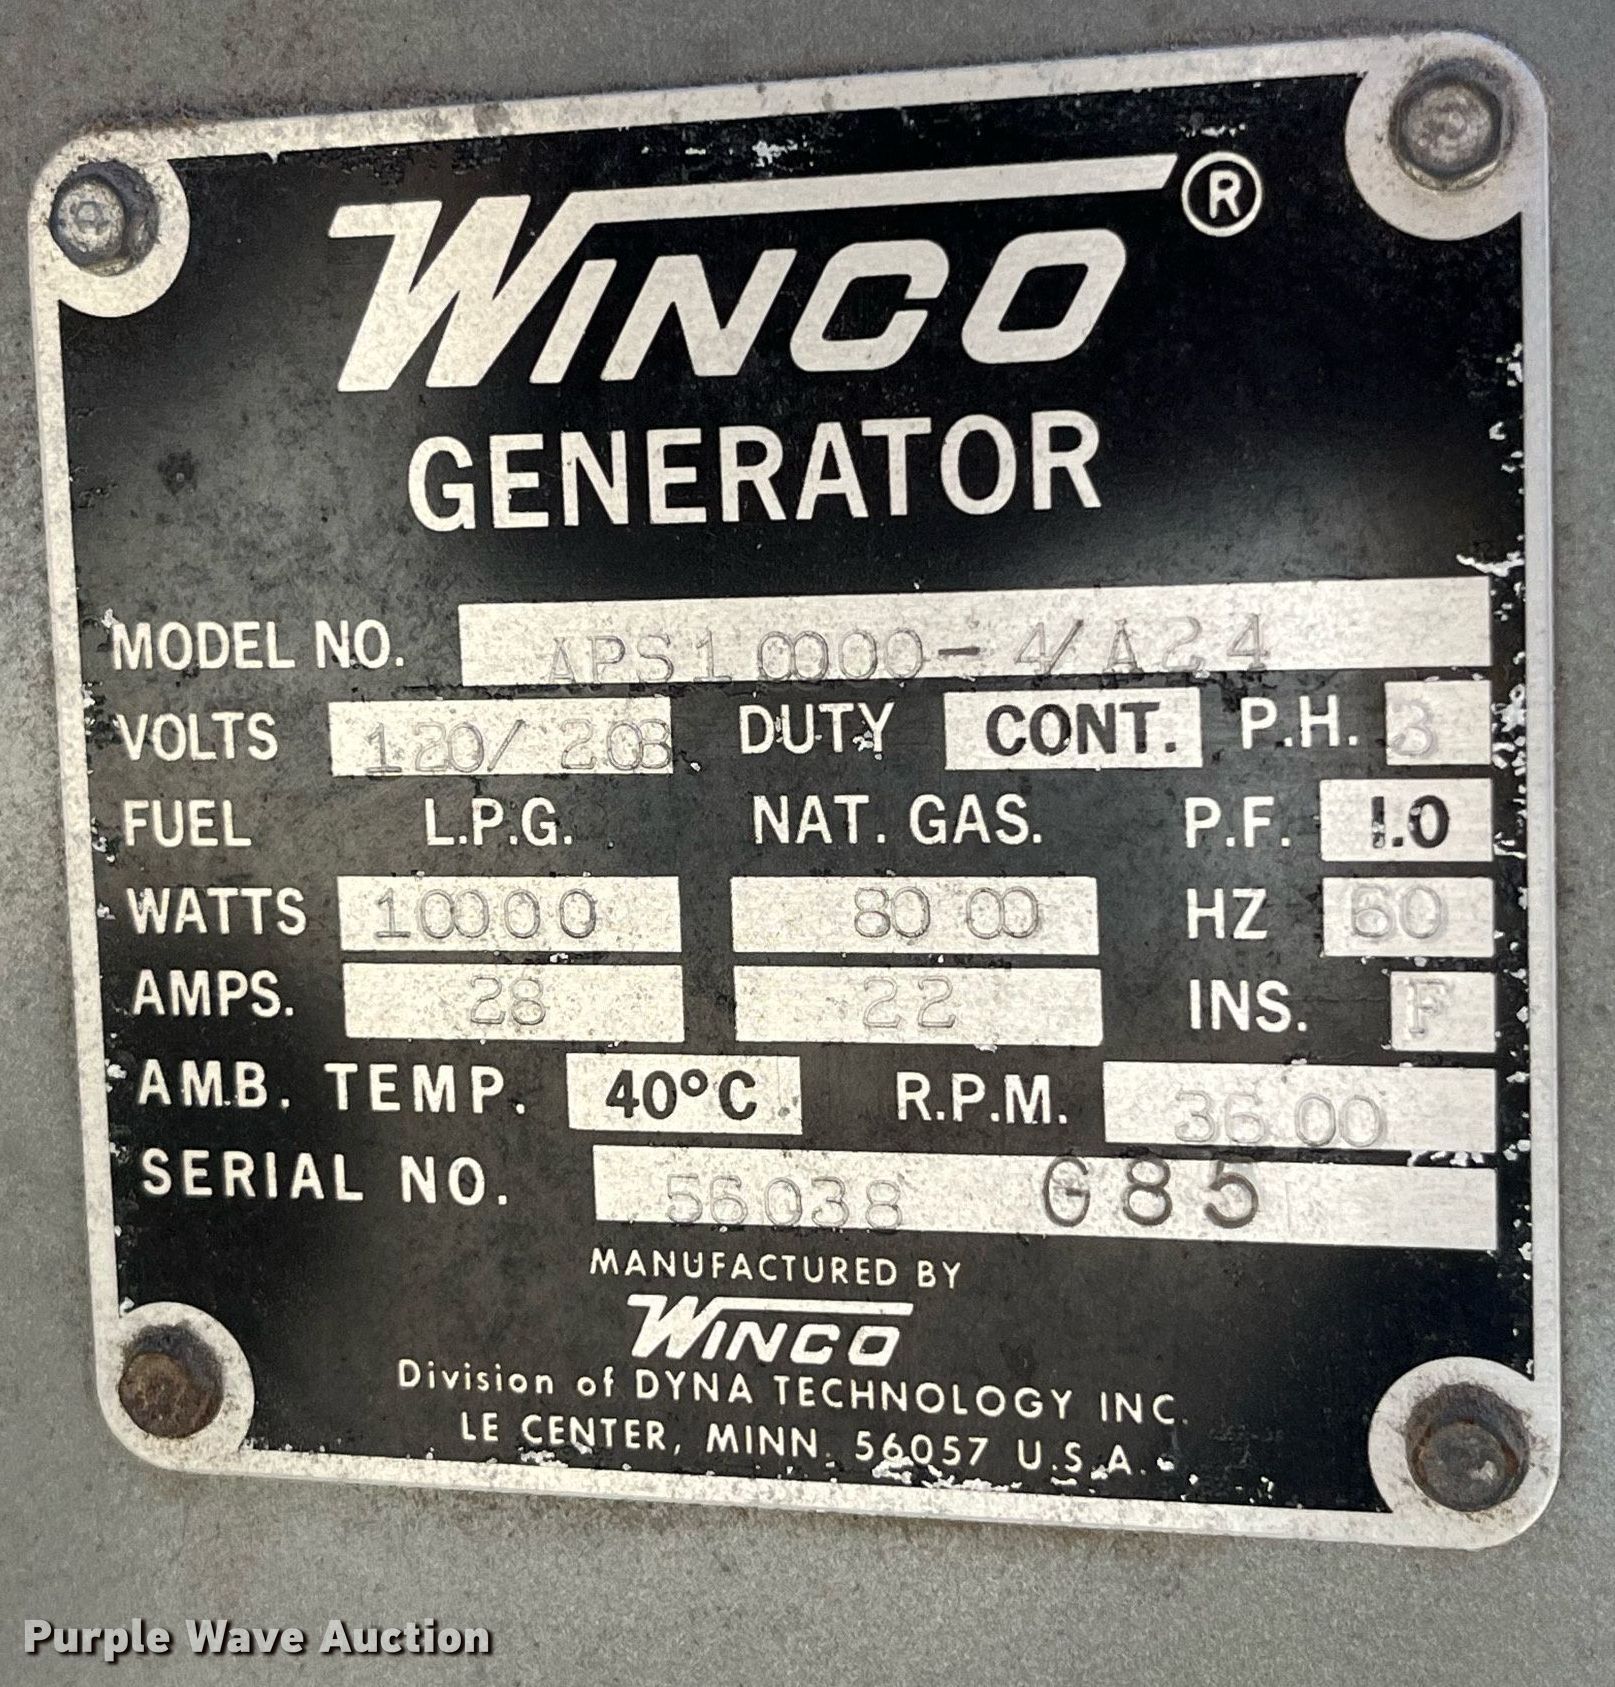 WINCO®
GENERATOR
MODEL NO. APS10000-4/A24
VOLTS 120/208 DUTY CONT. P.H. 3
FUEL L.P.G. NAT. GAS. P.F. 1.0
WATTS 10000 8000 HZ 60
AMPS. 28 22 INS. F
AMB. TEMP. 40°C R.P.M. 3600
SERIAL NO. 56038 G85
MANUFACTURED BY
WINCO
Division of DYNA TECHNOLOGY INC.
LE CENTER, MINN. 56057 U.S.A.
Purple Wave Auction